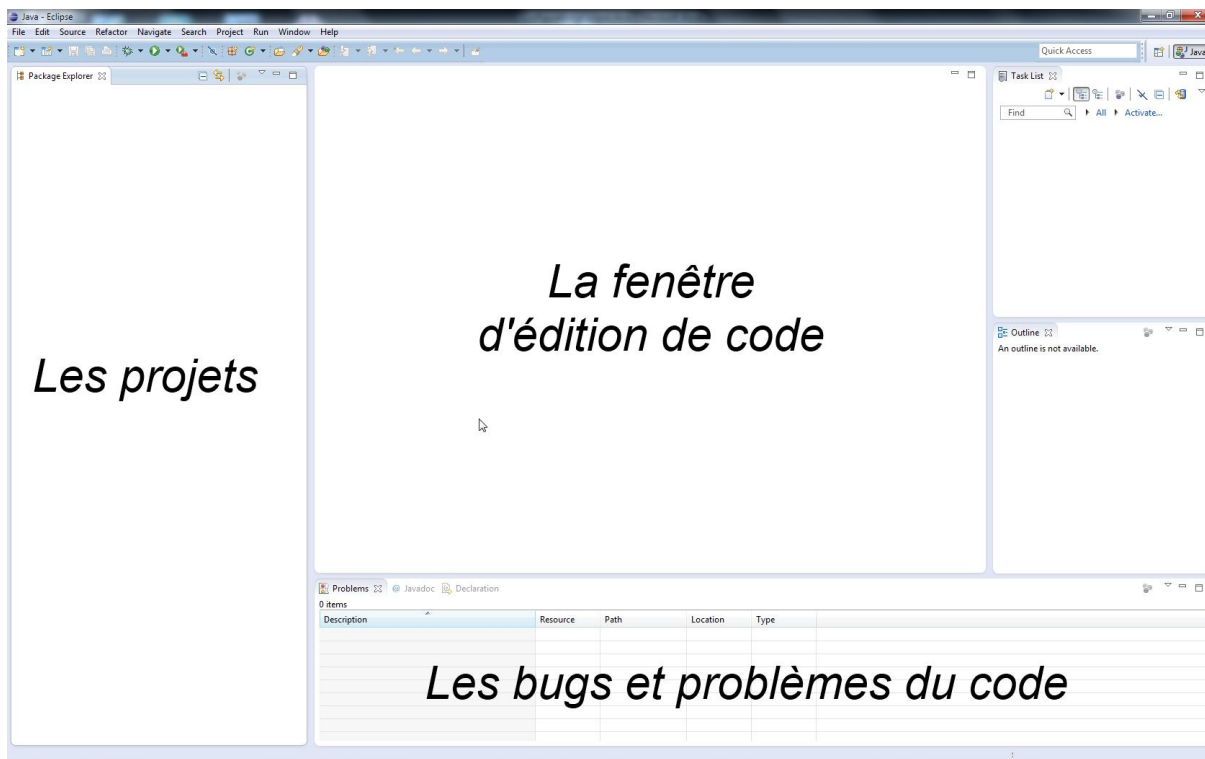 Java - Eclipse
File Edit Source Refactor Navigate Search Project Run Window Help
Quick Access
Java
Package Explorer
Task List
Find
All
Activate...
La fenêtre
d'édition de code
Les projets
Outline
An outline is not available.
Problems
@ Javadoc
Declaration
0 items
Description Resource Path Location Type
Les bugs et problèmes du code